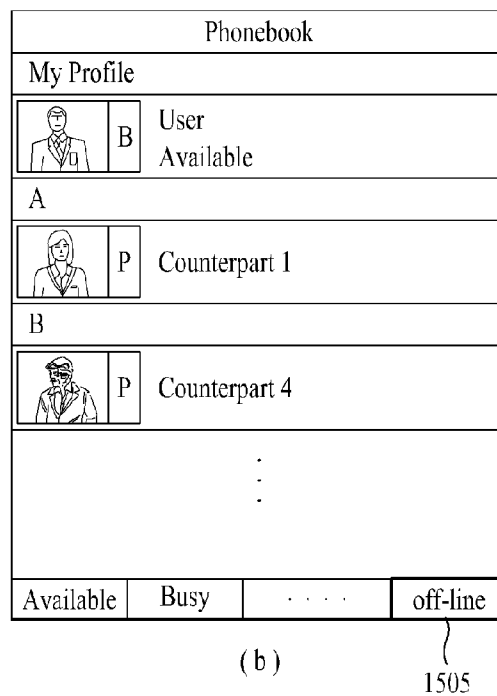 Phonebook
My Profile
B
User
Available
A
P
Counterpart 1
B
P
Counterpart 4
Available Busy . . . . off-line
(b)
1505